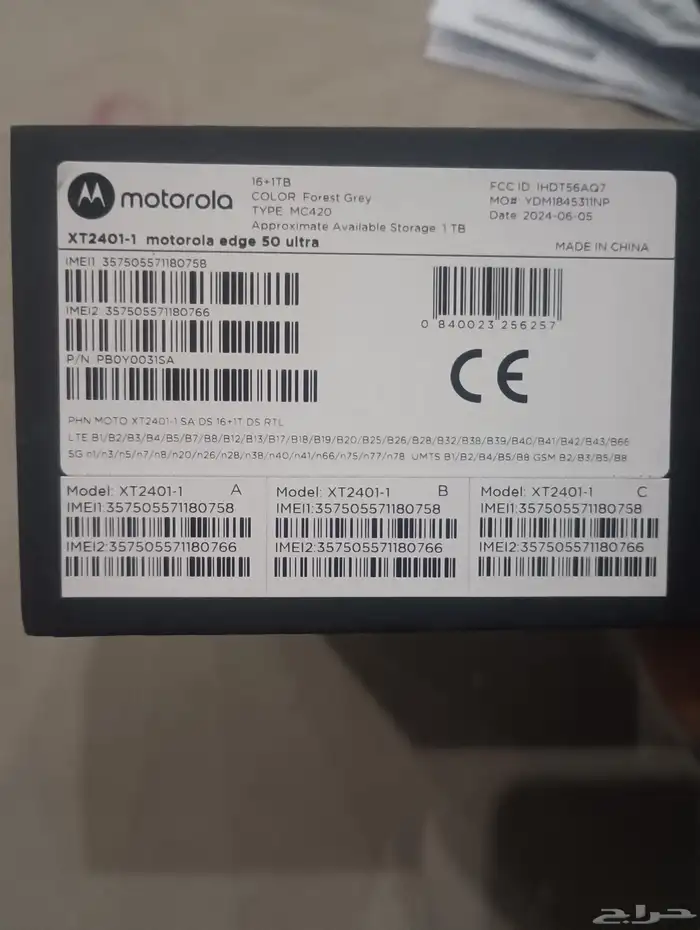 motorola
16+1TB
COLOR Forest Grey
TYPE MC420
Approximate Available Storage 1 TB
FCC ID IHDT56AQ7
MO# YDM1845311NP
Date 2024-06-05
XT2401-1 motorola edge 50 ultra
MADE IN CHINA
IMEI1 357505571180758
IMEI2 357505571180766
P/N PB0Y0031SA
0 840023 256257
CE
PHN MOTO XT2401-1 SA DS 16+1T DS RTL
LTE B1/B2/B3/B4/B5/B7/B8/B12/B13/B17/B18/B19/B20/B25/B26/B28/B32/B38/B39/B40/B41/B42/B43/B66
5G n1/n3/n5/n7/n8/n20/n26/n28/n38/n40/n41/n66/n75/n77/n78 UMTS B1/B2/B4/B5/B8 GSM B2/B3/B5/B8
Model: XT2401-1 A
IMEI1:357505571180758
IMEI2:357505571180766
Model: XT2401-1 B
IMEI1:357505571180758
IMEI2:357505571180766
Model: XT2401-1 C
IMEI1:357505571180758
IMEI2:357505571180766
حراج